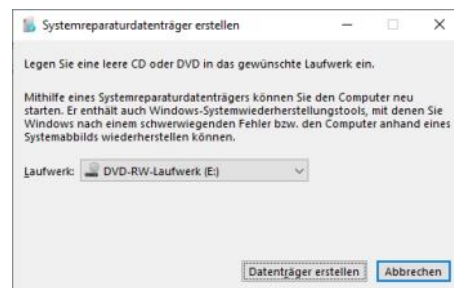 Systemreparaturdatenträger erstellen
Legen Sie eine leere CD oder DVD in das gewünschte Laufwerk ein.
Mithilfe eines Systemreparaturdatenträgers können Sie den Computer neu
starten. Er enthält auch Windows-Systemwiederherstellungstools, mit denen Sie
Windows nach einem schwerwiegenden Fehler bzw. den Computer anhand eines
Systemabbilds wiederherstellen können.
Laufwerk: DVD-RW-Laufwerk (E:)
Datenträger erstellen Abbrechen